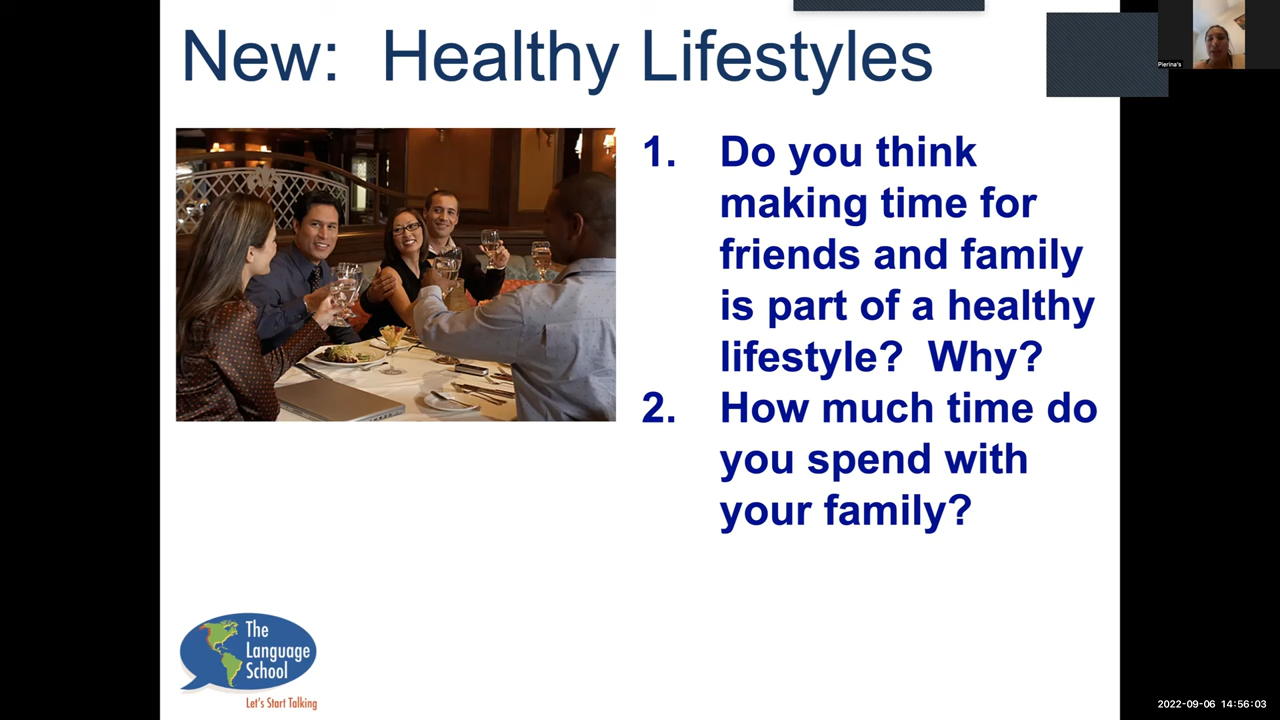 New: Healthy Lifestyles
Pierina's
1. Do you think
making time for
friends and family
is part of a healthy
lifestyle? Why?
2. How much time do
you spend with
your family?
The
Language
School
Let's Start Talking
2022-09-06 14:56:03